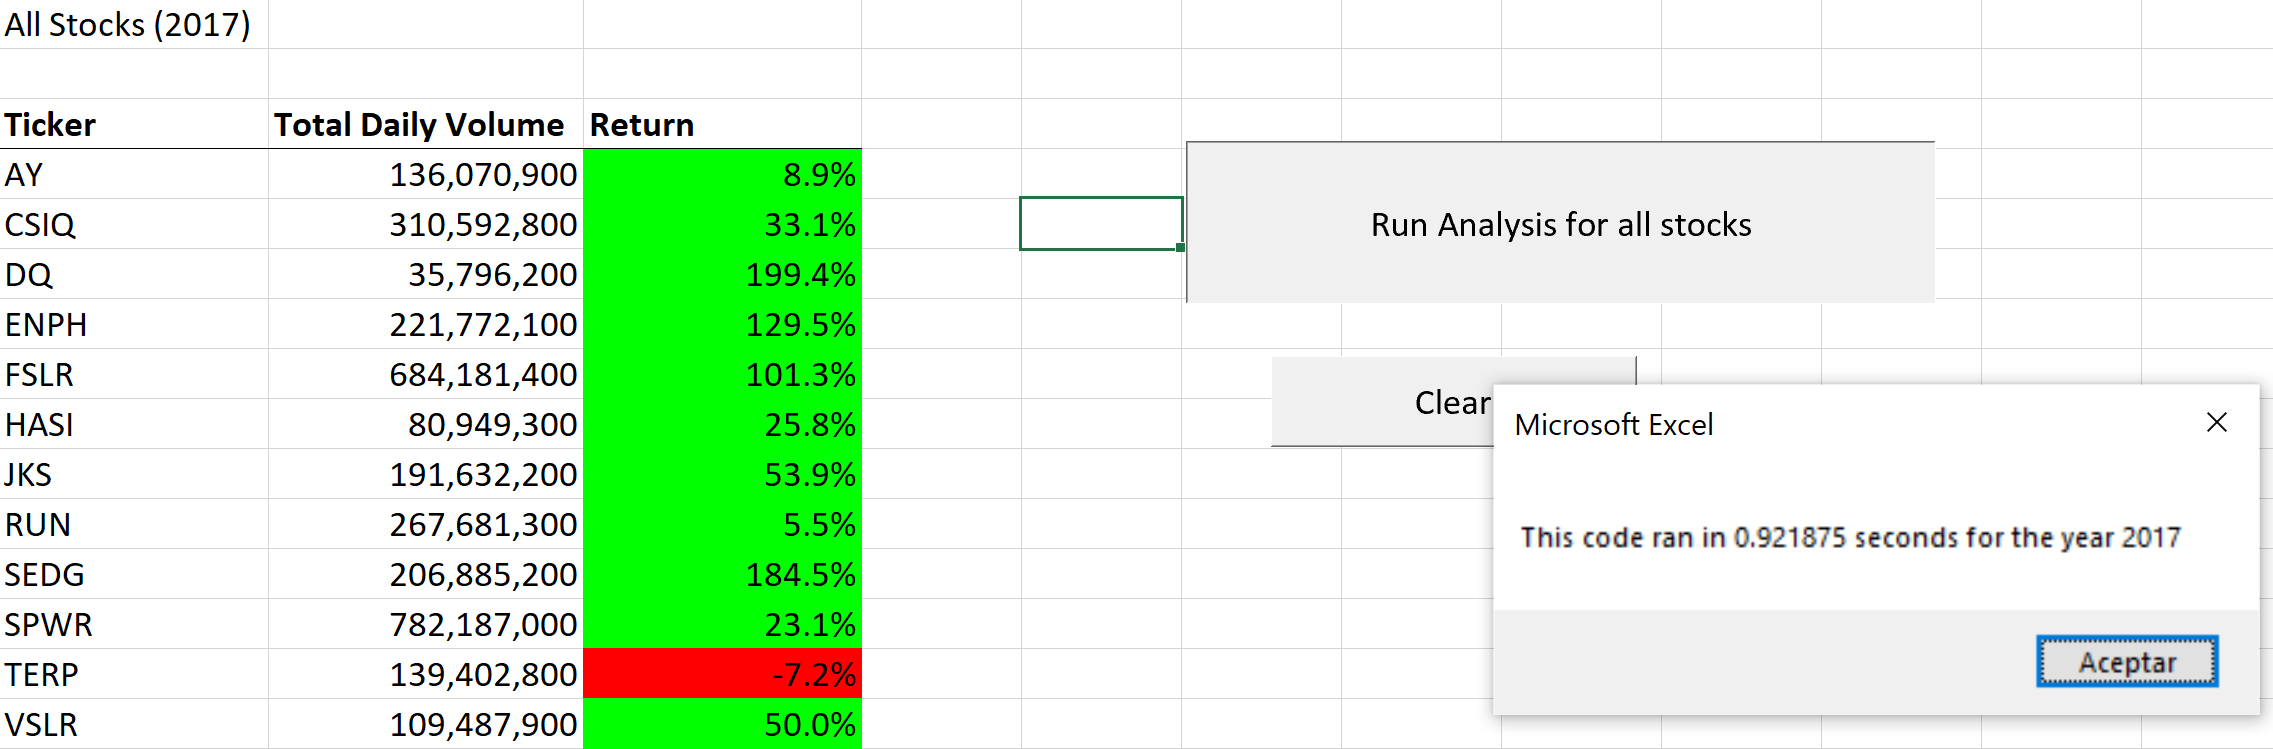 All Stocks (2017)
Ticker Total Daily Volume Return
AY 136,070,900 8.9%
CSIQ 310,592,800 33.1%
DQ 35,796,200 199.4%
ENPH 221,772,100 129.5%
FSLR 684,181,400 101.3%
HASI 80,949,300 25.8%
JKS 191,632,200 53.9%
RUN 267,681,300 5.5%
SEDG 206,885,200 184.5%
SPWR 782,187,000 23.1%
TERP 139,402,800 -7.2%
VSLR 109,487,900 50.0%
Run Analysis for all stocks
Clear
Microsoft Excel
This code ran in 0.921875 seconds for the year 2017
Aceptar